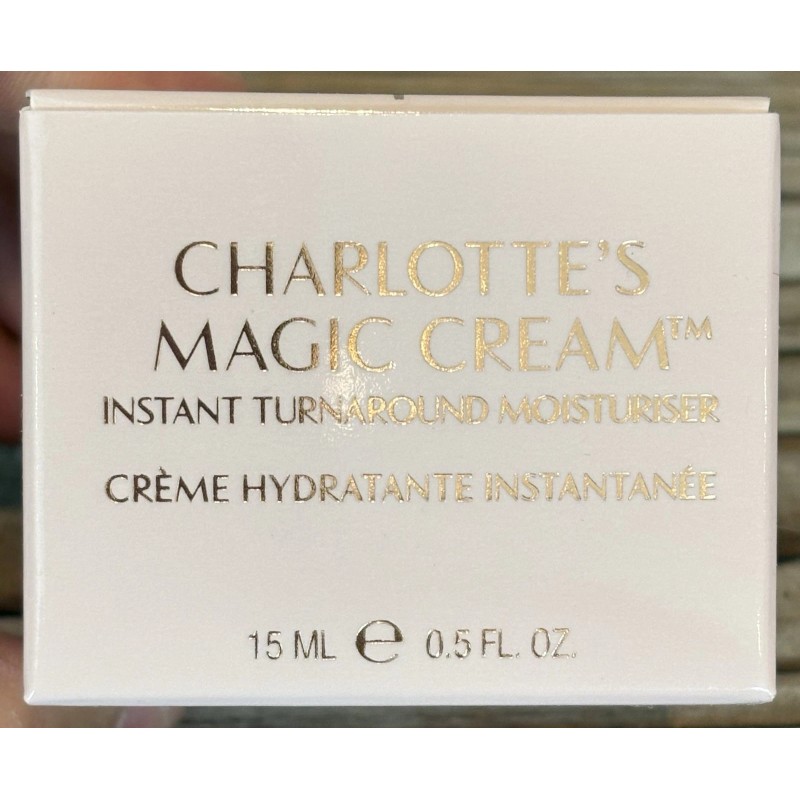 CHARLOTTE'S
MAGIC CREAM™
INSTANT TURNAROUND MOISTURISER
CRÈME HYDRATANTE INSTANTANÉE
15 ML ℮ 0.5 FL. OZ.